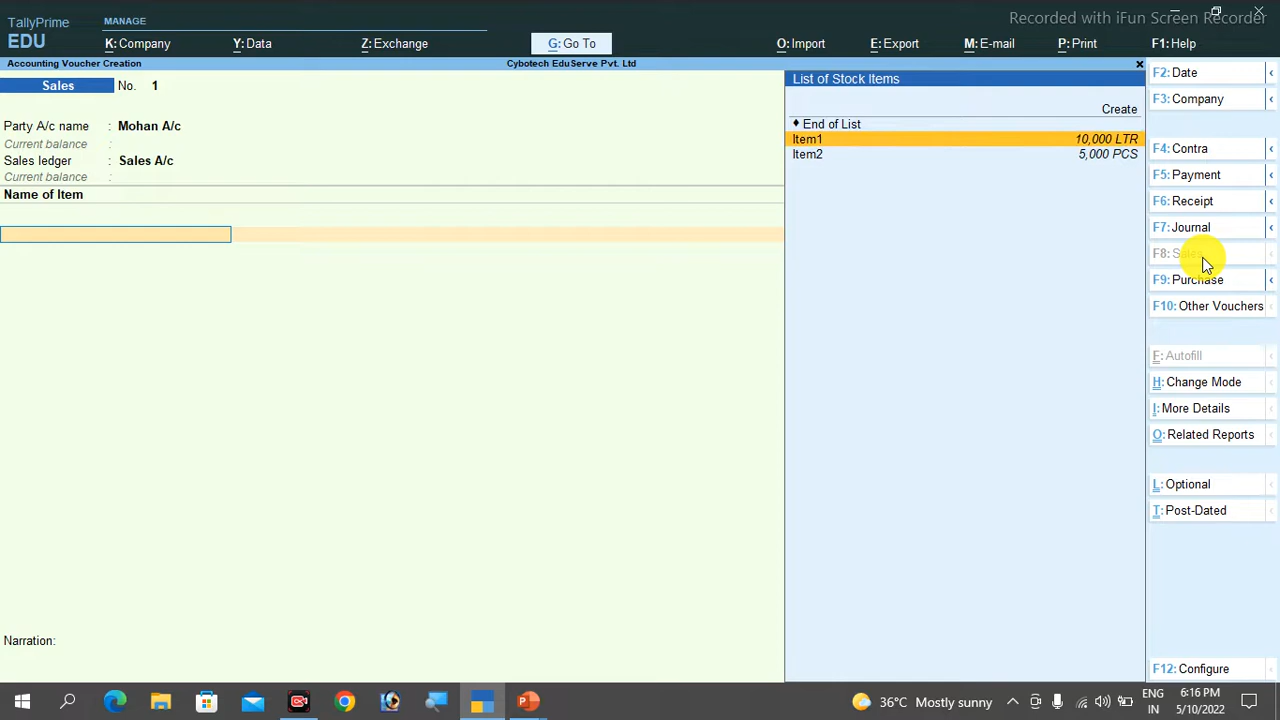 Recorded with iFun Screen Recorder
TallyPrime
EDU
MANAGE
K: Company
Y: Data
Z: Exchange
G: Go To
O: Import
E: Export
M: E-mail
P: Print
F1: Help
Accounting Voucher Creation
Cybotech EduServe Pvt. Ltd
Sales No. 1
Party A/c name : Mohan A/c
Current balance :
Sales ledger : Sales A/c
Current balance :
Name of Item
Narration:
List of Stock Items
Create
♦ End of List
Item1 10,000 LTR
Item2 5,000 PCS
F2: Date
F3: Company
F4: Contra
F5: Payment
F6: Receipt
F7: Journal
F8: Sales
F9: Purchase
F10: Other Vouchers
F: Autofill
H: Change Mode
I: More Details
O: Related Reports
L: Optional
T: Post-Dated
F12: Configure
36°C Mostly sunny
ENG
IN
6:16 PM
5/10/2022